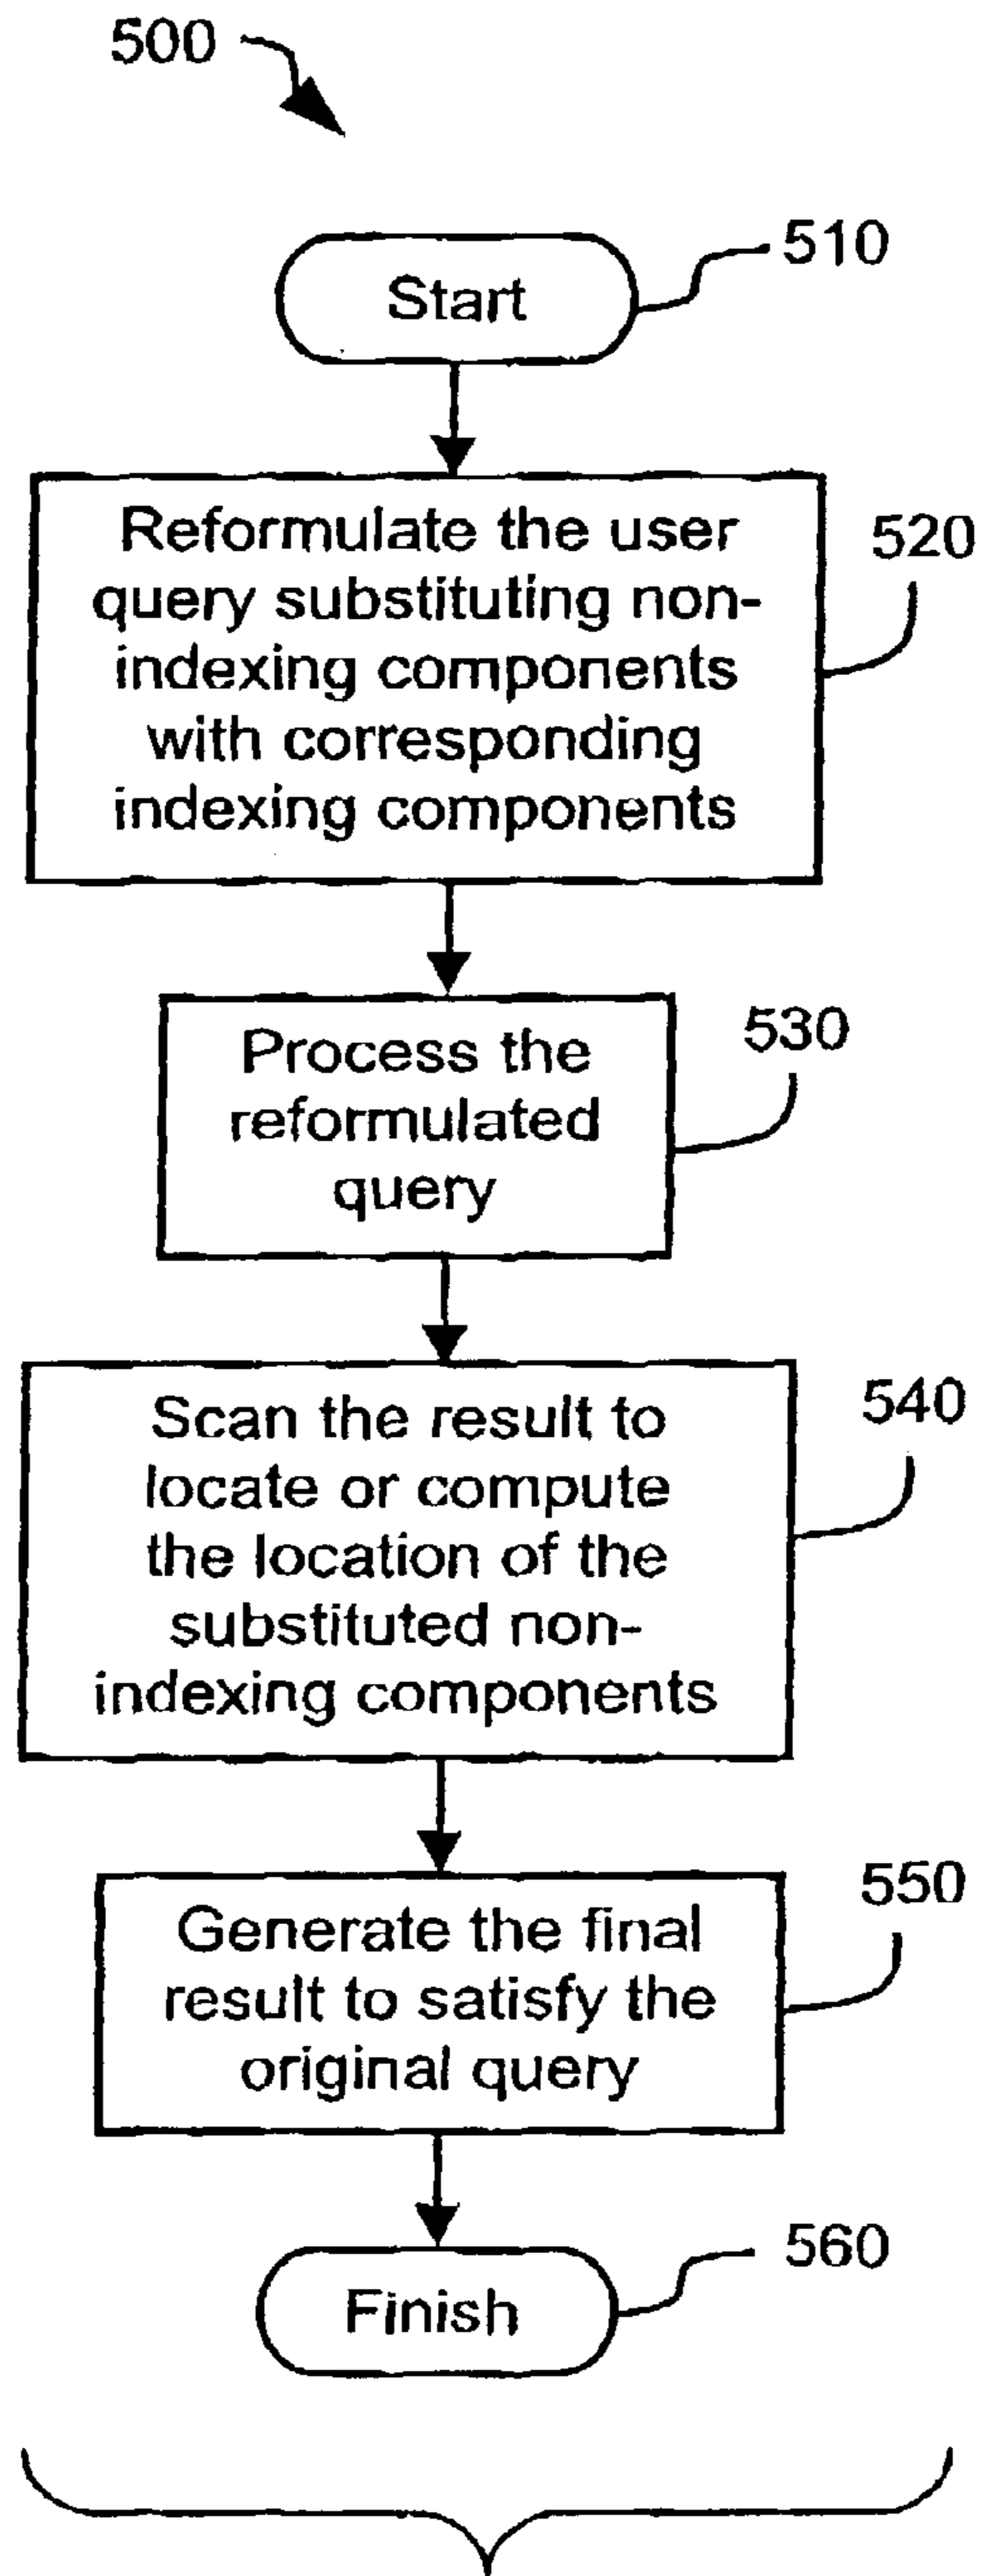 500
510
Start
520
Reformulate the user
query substituting non-
indexing components
with corresponding
indexing components
530
Process the
reformulated
query
540
Scan the result to
locate or compute
the location of the
substituted non-
indexing components
550
Generate the final
result to satisfy the
original query
560
Finish